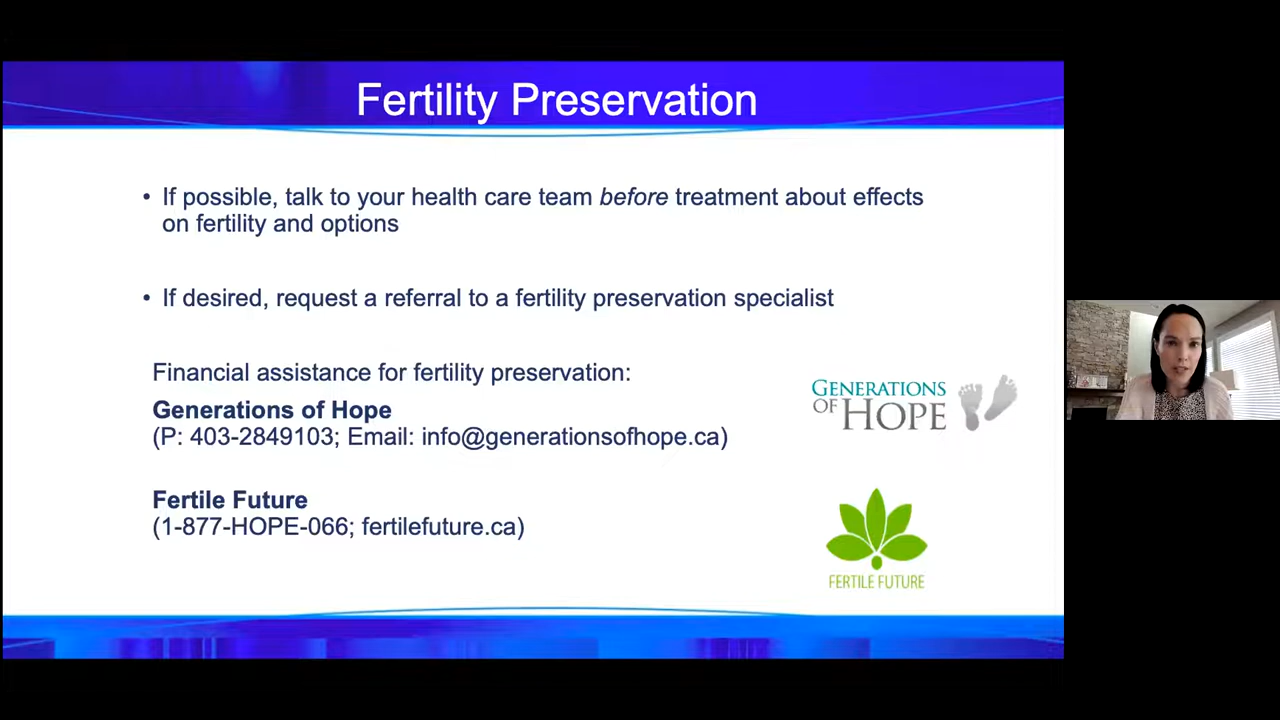 Fertility Preservation
• If possible, talk to your health care team before treatment about effects
on fertility and options
• If desired, request a referral to a fertility preservation specialist
Financial assistance for fertility preservation:
Generations of Hope
(P: 403-2849103; Email: info@generationsofhope.ca)
GENERATIONS
OF HOPE
Fertile Future
(1-877-HOPE-066; fertilefuture.ca)
FERTILE FUTURE